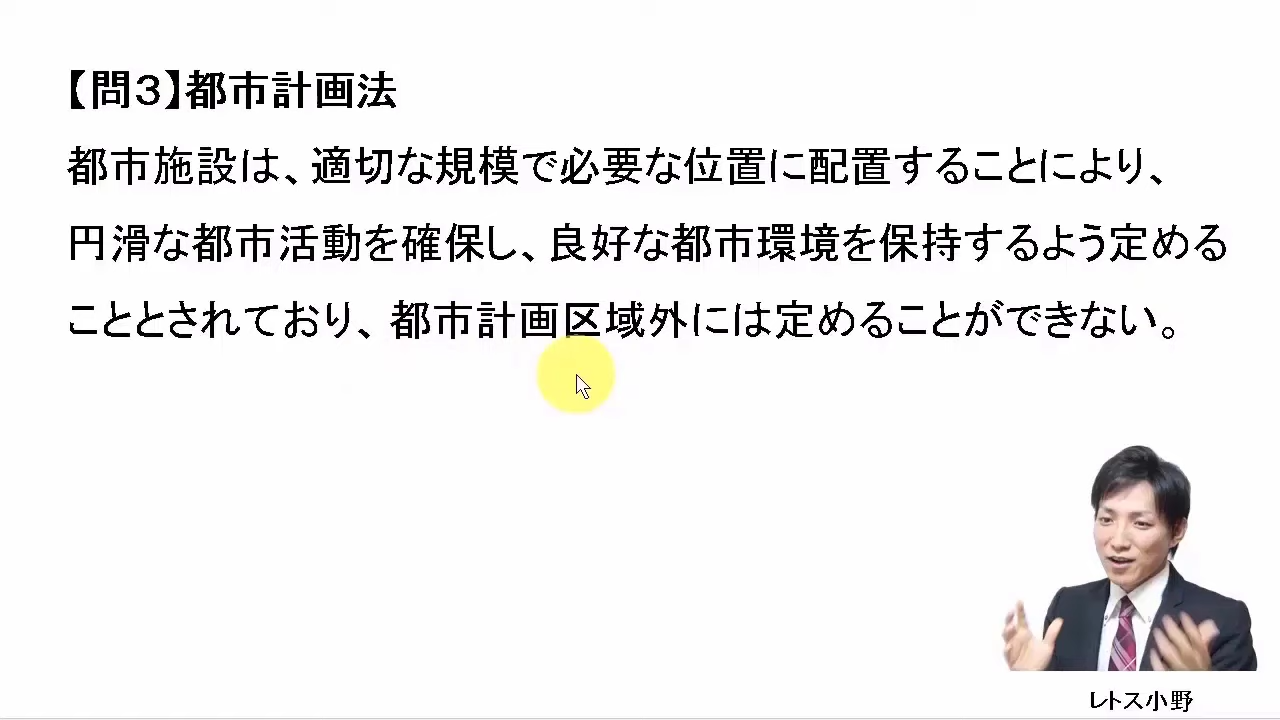 【問３】都市計画法
都市施設は、適切な規模で必要な位置に配置することにより、
円滑な都市活動を確保し、良好な都市環境を保持するよう定める
こととされており、都市計画区域外には定めることができない。
レトス小野